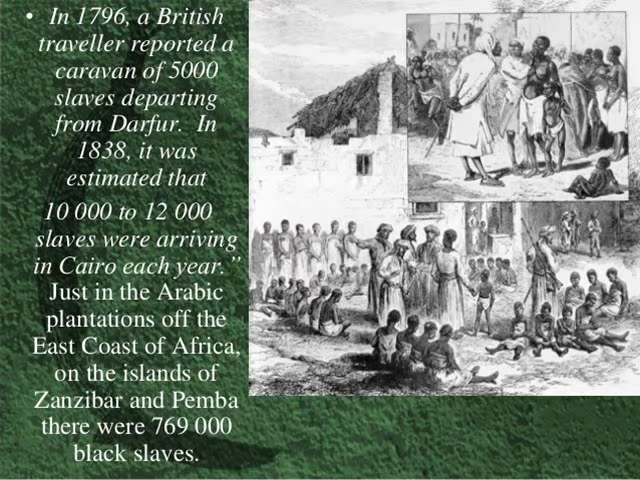 • In 1796, a British
traveller reported a
caravan of 5000
slaves departing
from Darfur. In
1838, it was
estimated that
10 000 to 12 000
slaves were arriving
in Cairo each year.”
Just in the Arabic
plantations off the
East Coast of Africa,
on the islands of
Zanzibar and Pemba
there were 769 000
black slaves.